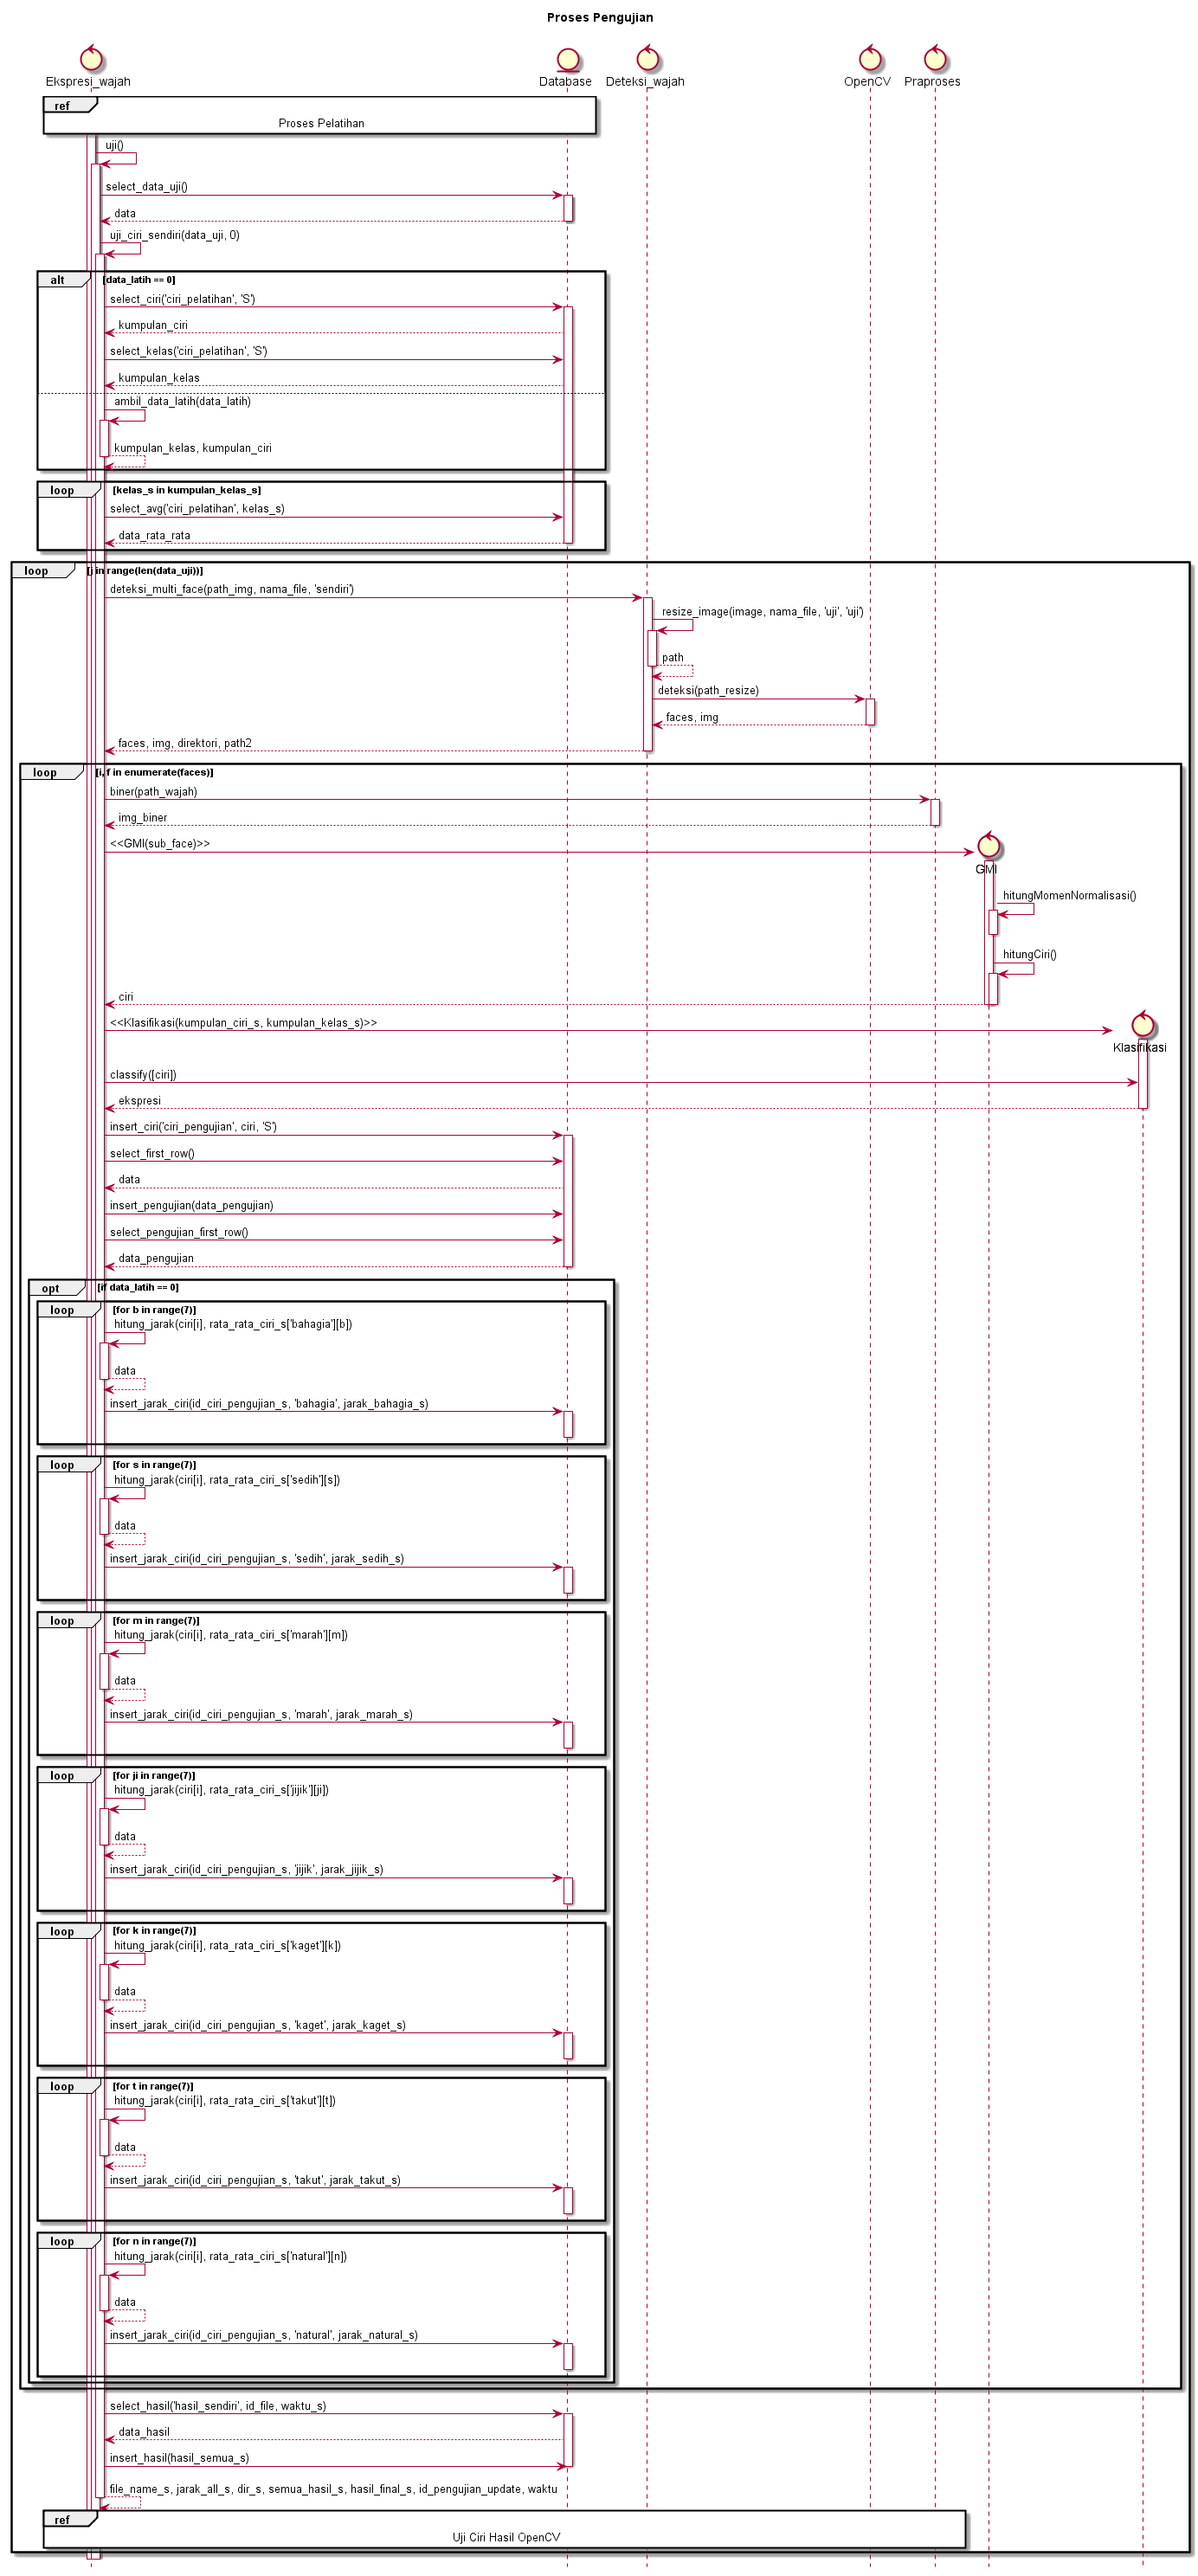 Proses Pengujian
Ekspresi_wajah
Database
Deteksi_wajah
OpenCV
Praproses
ref
Proses Pelatihan
uji()
select_data_uji()
data
uji_ciri_sendiri(data_uji, 0)
alt [data_latih == 0]
select_ciri('ciri_pelatihan', 'S')
kumpulan_ciri
select_kelas('ciri_pelatihan', 'S')
kumpulan_kelas
ambil_data_latih(data_latih)
kumpulan_kelas, kumpulan_ciri
loop [kelas_s in kumpulan_kelas_s]
select_avg('ciri_pelatihan', kelas_s)
data_rata_rata
loop [j in range(len(data_uji))]
deteksi_multi_face(path_img, nama_file, 'sendiri')
resize_image(image, nama_file, 'uji', 'uji')
path
deteksi(path_resize)
faces, img
faces, img, direktori, path2
loop [i, f in enumerate(faces)]
biner(path_wajah)
img_biner
<<GMI(sub_face)>>
GMI
hitungMomenNormalisasi()
hitungCiri()
ciri
<<Klasifikasi(kumpulan_ciri_s, kumpulan_kelas_s)>>
Klasifikasi
classify([ciri])
ekspresi
insert_ciri('ciri_pengujian', ciri, 'S')
select_first_row()
data
insert_pengujian(data_pengujian)
select_pengujian_first_row()
data_pengujian
opt [if data_latih == 0]
loop [for b in range(7)]
hitung_jarak(ciri[i], rata_rata_ciri_s['bahagia'][b])
data
insert_jarak_ciri(id_ciri_pengujian_s, 'bahagia', jarak_bahagia_s)
loop [for s in range(7)]
hitung_jarak(ciri[i], rata_rata_ciri_s['sedih'][s])
data
insert_jarak_ciri(id_ciri_pengujian_s, 'sedih', jarak_sedih_s)
loop [for m in range(7)]
hitung_jarak(ciri[i], rata_rata_ciri_s['marah'][m])
data
insert_jarak_ciri(id_ciri_pengujian_s, 'marah', jarak_marah_s)
loop [for ji in range(7)]
hitung_jarak(ciri[i], rata_rata_ciri_s['jijik'][ji])
data
insert_jarak_ciri(id_ciri_pengujian_s, 'jijik', jarak_jijik_s)
loop [for k in range(7)]
hitung_jarak(ciri[i], rata_rata_ciri_s['kaget'][k])
data
insert_jarak_ciri(id_ciri_pengujian_s, 'kaget', jarak_kaget_s)
loop [for t in range(7)]
hitung_jarak(ciri[i], rata_rata_ciri_s['takut'][t])
data
insert_jarak_ciri(id_ciri_pengujian_s, 'takut', jarak_takut_s)
loop [for n in range(7)]
hitung_jarak(ciri[i], rata_rata_ciri_s['natural'][n])
data
insert_jarak_ciri(id_ciri_pengujian_s, 'natural', jarak_natural_s)
select_hasil('hasil_sendiri', id_file, waktu_s)
data_hasil
insert_hasil(hasil_semua_s)
file_name_s, jarak_all_s, dir_s, semua_hasil_s, hasil_final_s, id_pengujian_update, waktu
ref
Uji Ciri Hasil OpenCV